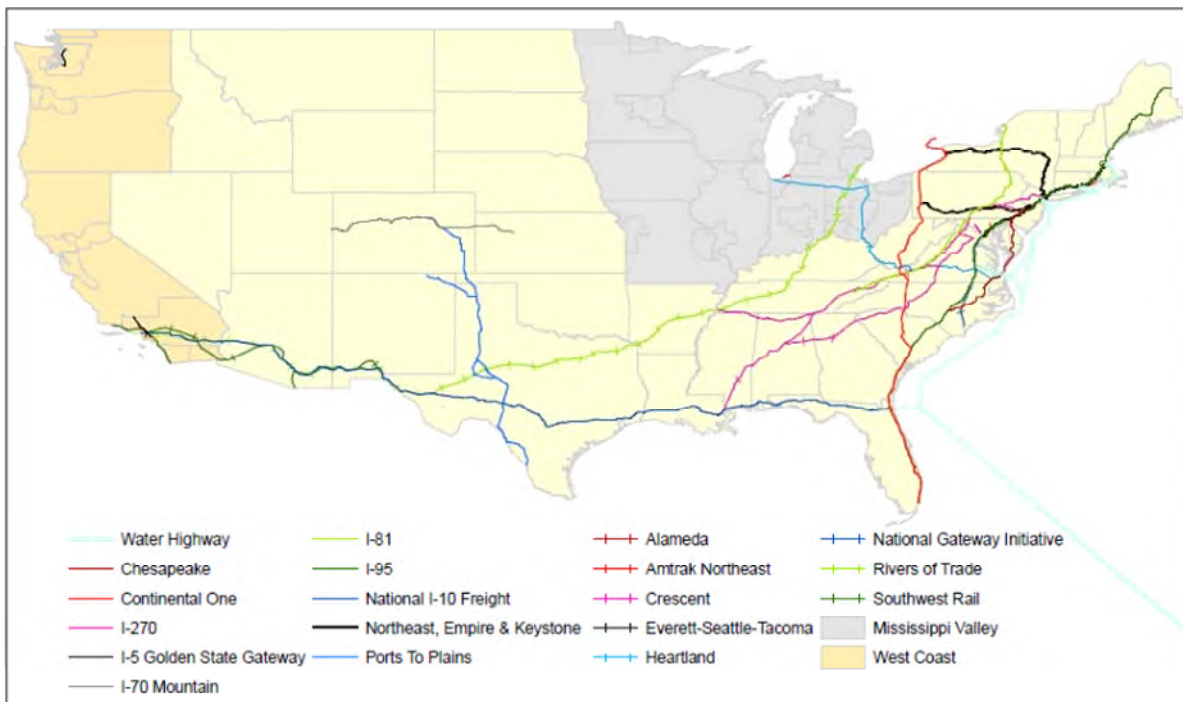 Water Highway
Chesapeake
Continental One
I-270
I-5 Golden State Gateway
I-70 Mountain
I-81
I-95
National I-10 Freight
Northeast, Empire & Keystone
Ports To Plains
Alameda
Amtrak Northeast
Crescent
Everett-Seattle-Tacoma
Heartland
National Gateway Initiative
Rivers of Trade
Southwest Rail
Mississippi Valley
West Coast